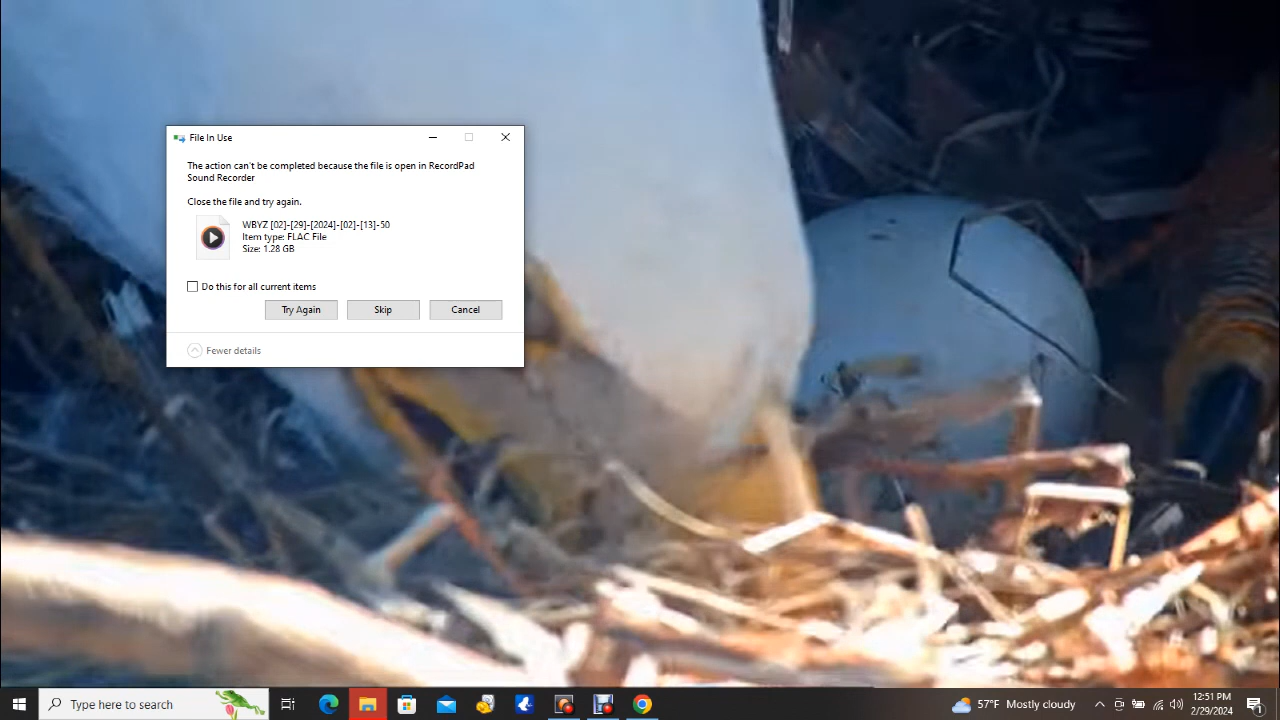 File In Use
The action can't be completed because the file is open in RecordPad
Sound Recorder
Close the file and try again.
WBYZ [02]-[29]-[2024]-[02]-[13]-50
Item type: FLAC File
Size: 1.28 GB
Do this for all current items
Try Again
Skip
Cancel
Fewer details
Type here to search
57°F Mostly cloudy
12:51 PM
2/29/2024
1